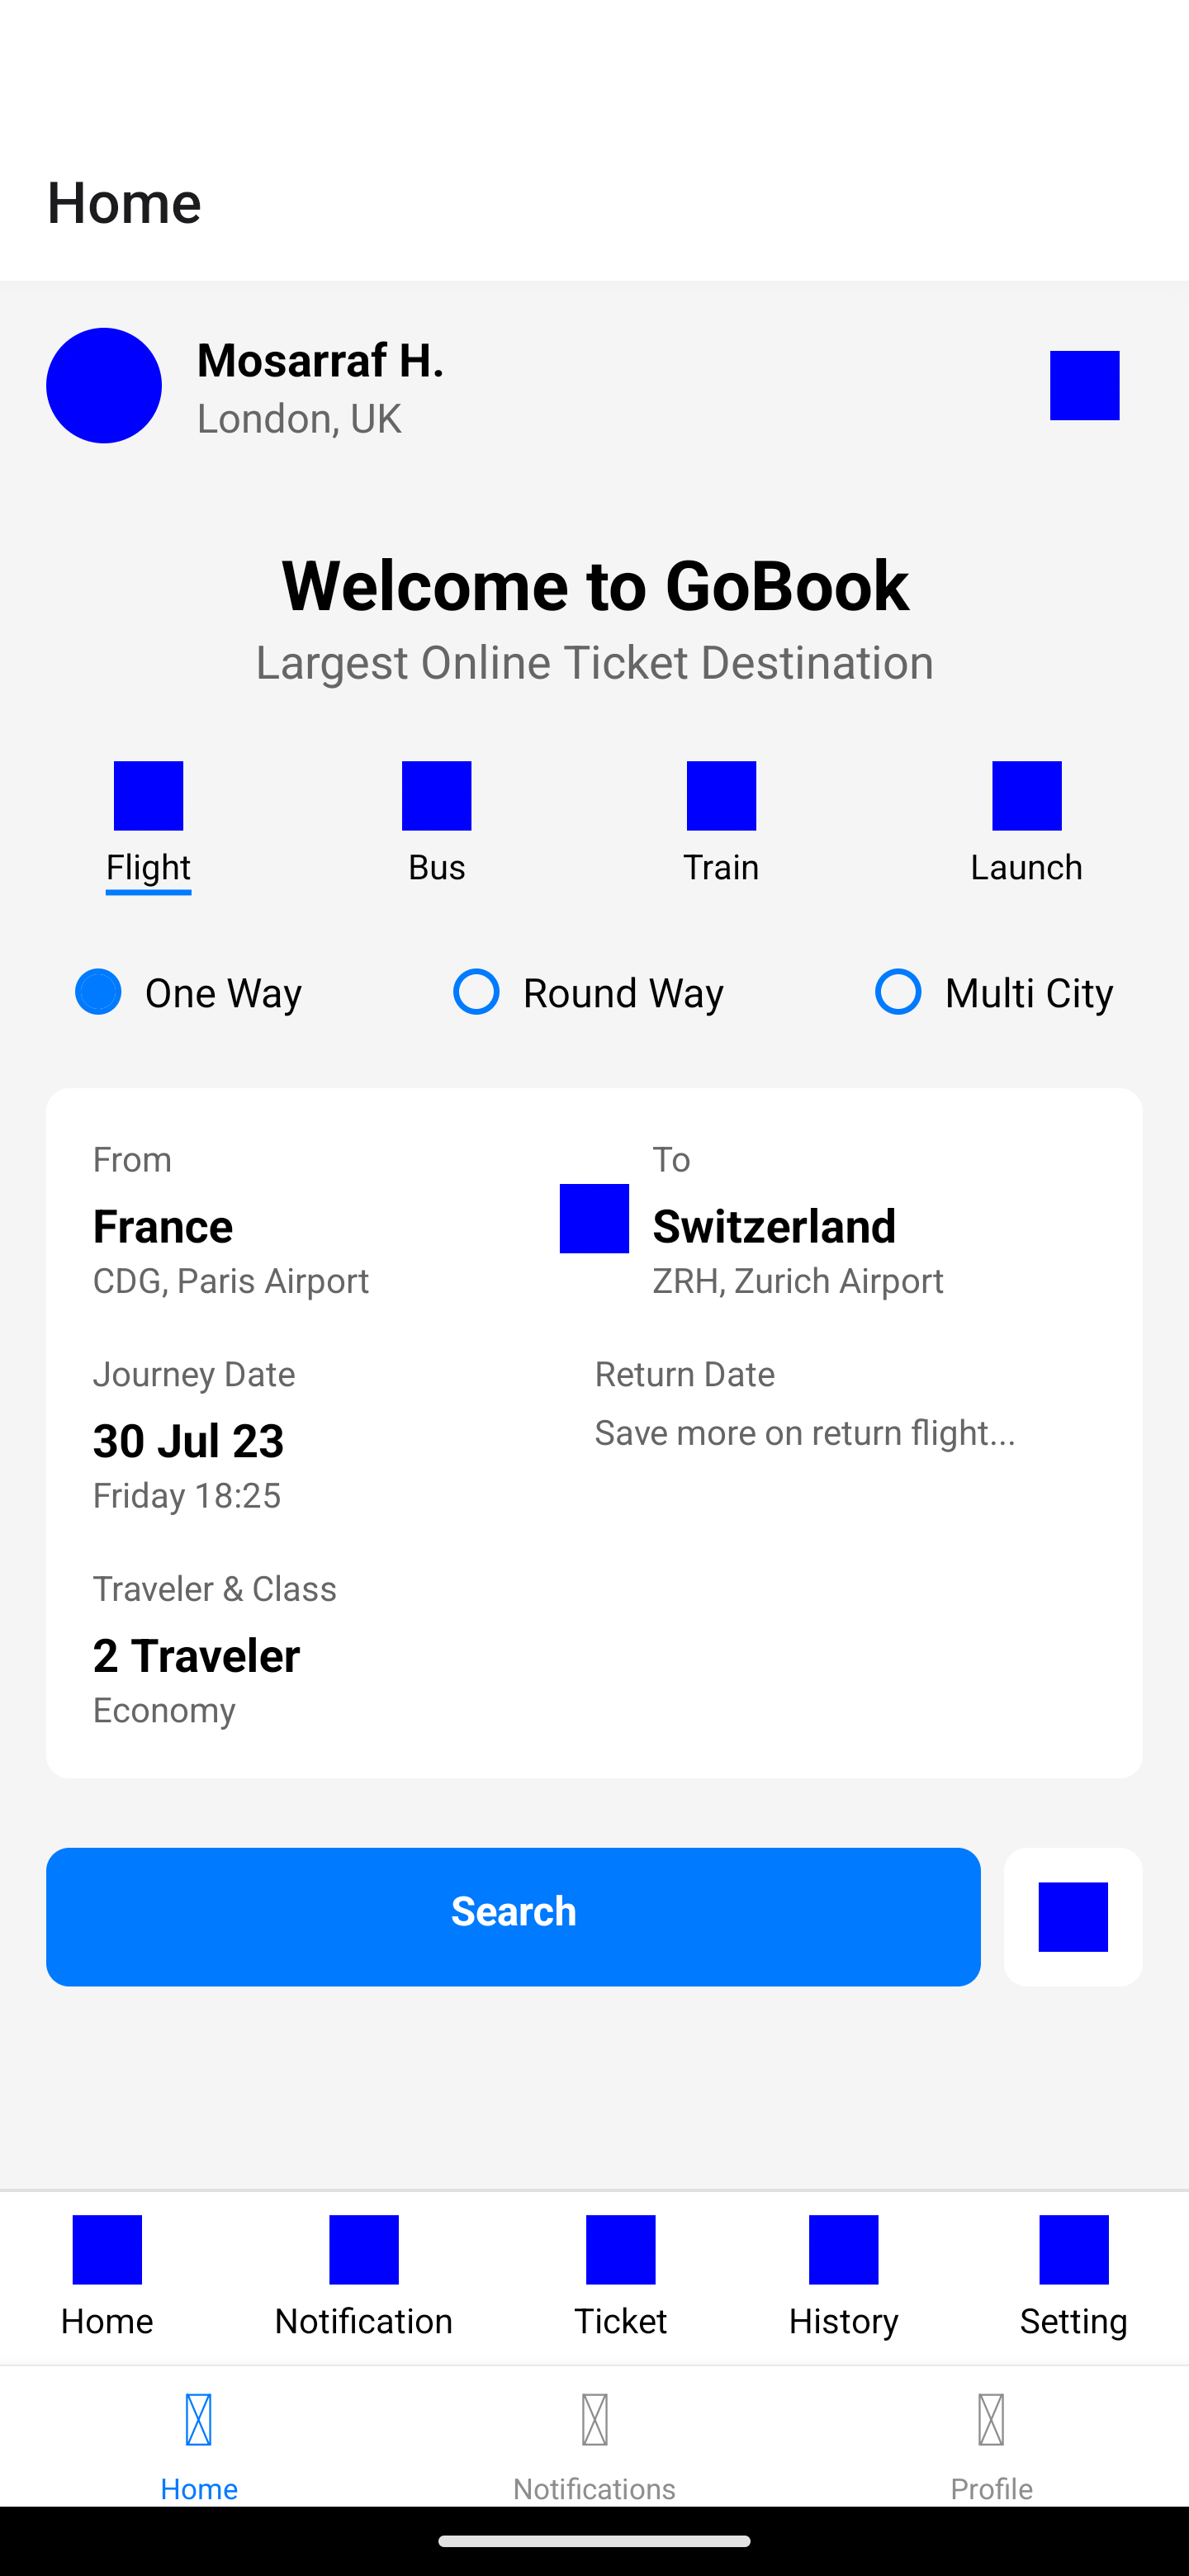 Home
Mosarraf H.
London, UK
Welcome to GoBook
Largest Online Ticket Destination
Flight
Bus
Train
Launch
One Way
Round Way
Multi City
From
France
CDG, Paris Airport
To
Switzerland
ZRH, Zurich Airport
Journey Date
30 Jul 23
Friday 18:25
Return Date
Save more on return flight...
Traveler & Class
2 Traveler
Economy
Search
Home
Notification
Ticket
History
Setting
Home
Notifications
Profile